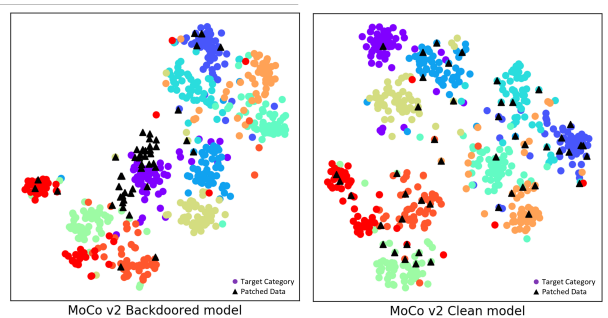 Target Category
Patched Data
MoCo v2 Backdoored model
Target Category
Patched Data
MoCo v2 Clean model